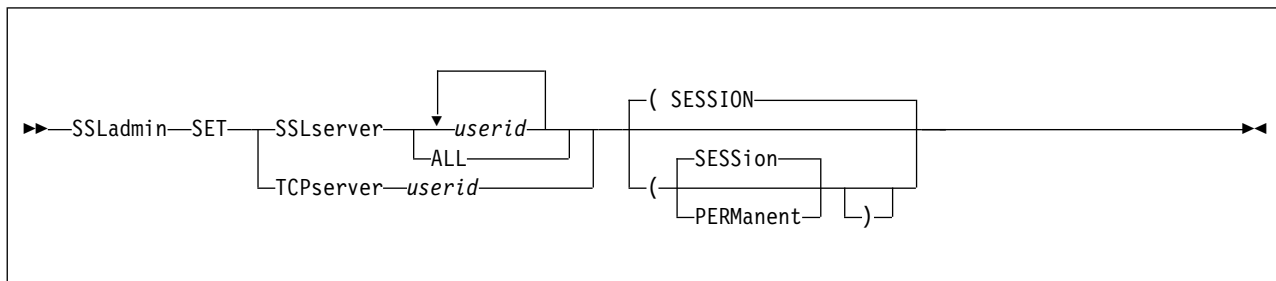 ( SESSION
SSLadmin SET SSLserver userid
ALL
TCPserver userid
( SESSion
PERManent )